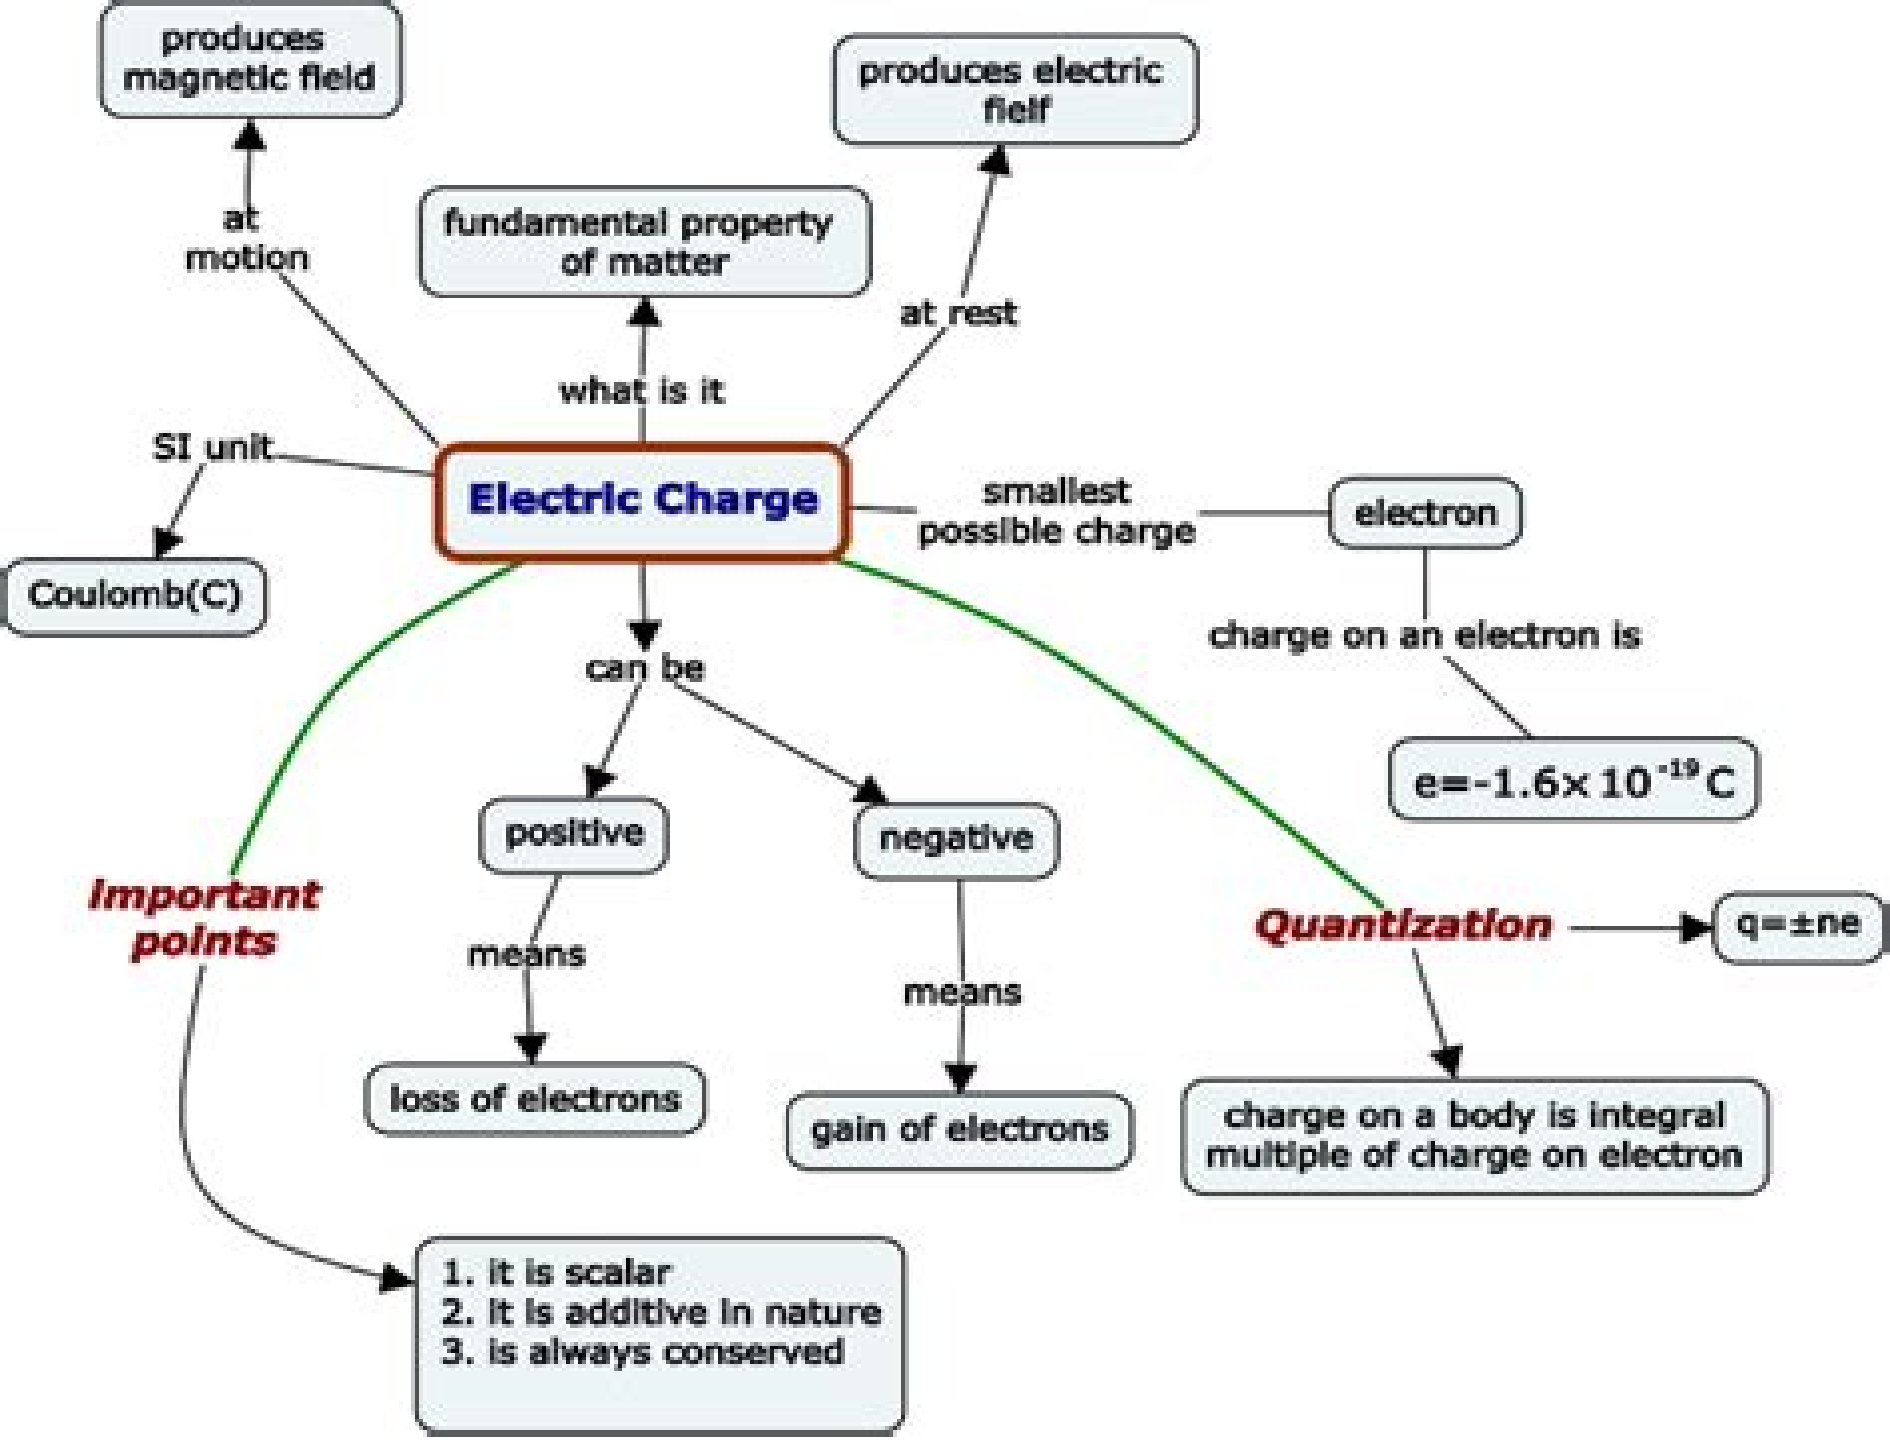 produces
magnetic field
produces electric
fielf
at
motion
fundamental property
of matter
at rest
what is it
SI unit
Electric Charge
smallest
possible charge
electron
Coulomb(C)
charge on an electron is
can be
e=-1.6x 10⁻¹⁹ C
positive
negative
Important
points
Quantization
q=±ne
means
means
loss of electrons
gain of electrons
charge on a body is integral
multiple of charge on electron
1. it is scalar
2. it is additive in nature
3. is always conserved